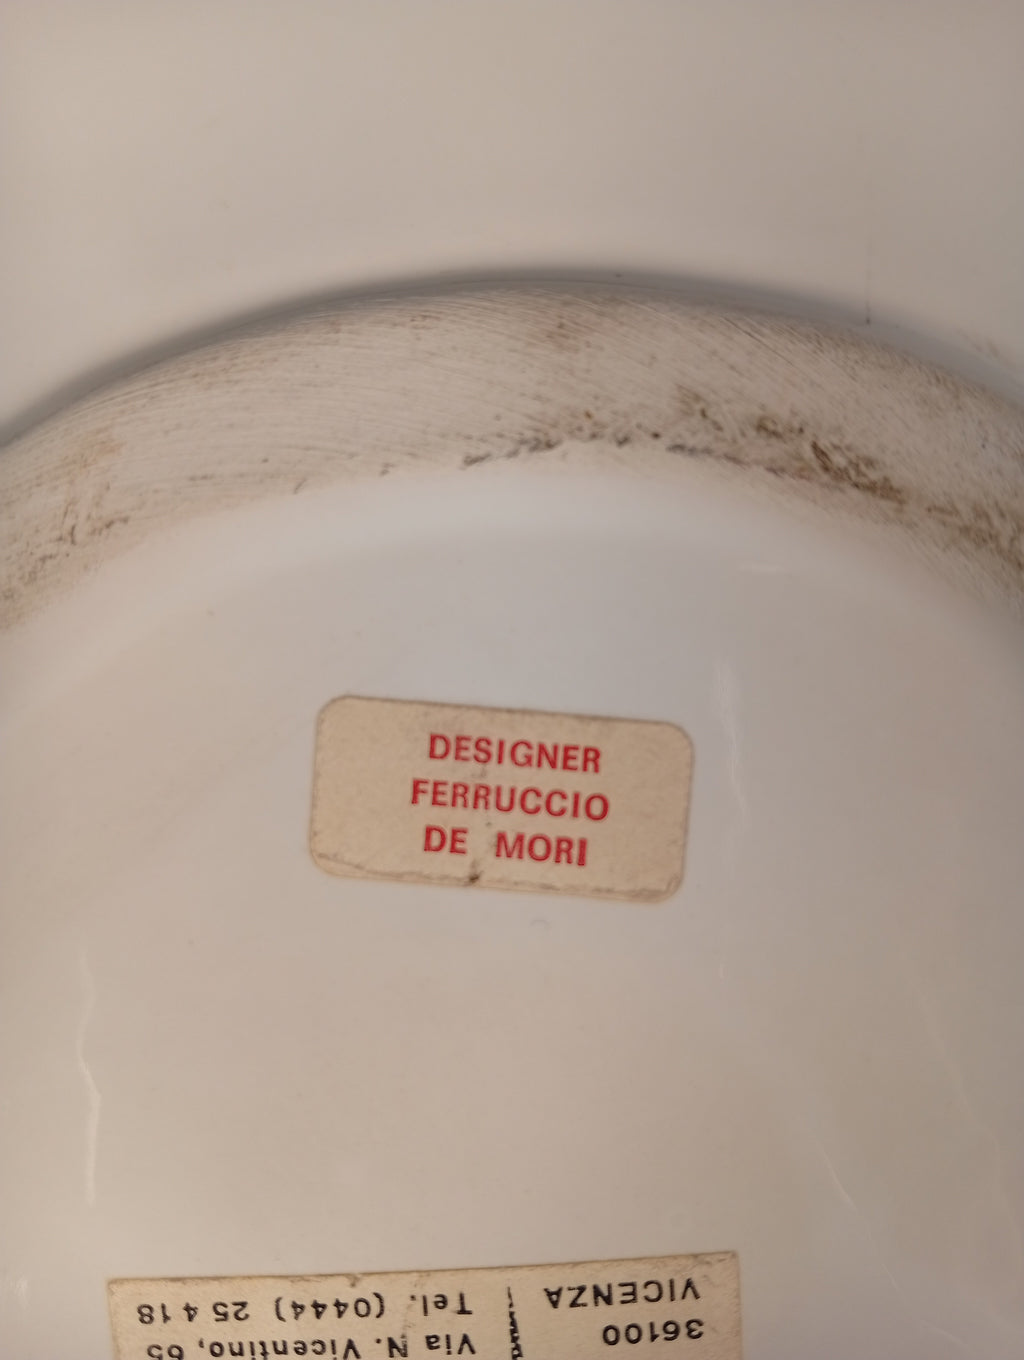 DESIGNER
FERRUCCIO
DE MORI
36100
VICENZA
Via N. Vicentino, 65
Tel. (0444) 25 4 18